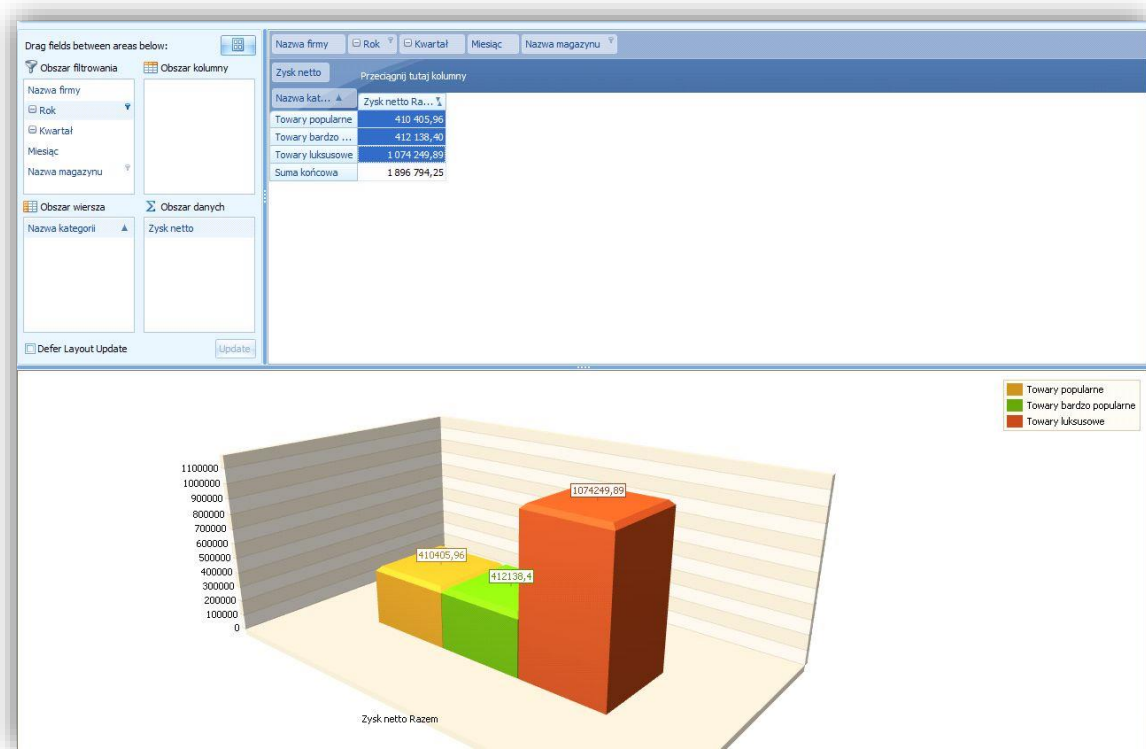 Drag fields between areas below:
Obszar filtrowania
Obszar kolumny
Nazwa firmy
Rok
Kwartał
Miesiąc
Nazwa magazynu
Obszar wiersza
Obszar danych
Nazwa kategorii
Zysk netto
Defer Layout Update
Update
Nazwa firmy Rok Kwartał Miesiąc Nazwa magazynu
Zysk netto Przeciągnij tutaj kolumny
Nazwa kat... Zysk netto Ra...
Towary popularne 410 405,96
Towary bardzo ... 412 138,40
Towary luksusowe 1 074 249,89
Suma końcowa 1 896 794,25
Towary popularne
Towary bardzo popularne
Towary luksusowe
1100000
1000000
900000
800000
700000
600000
500000
400000
300000
200000
100000
0
1074249,89
410405,96
412138,4
Zysk netto Razem